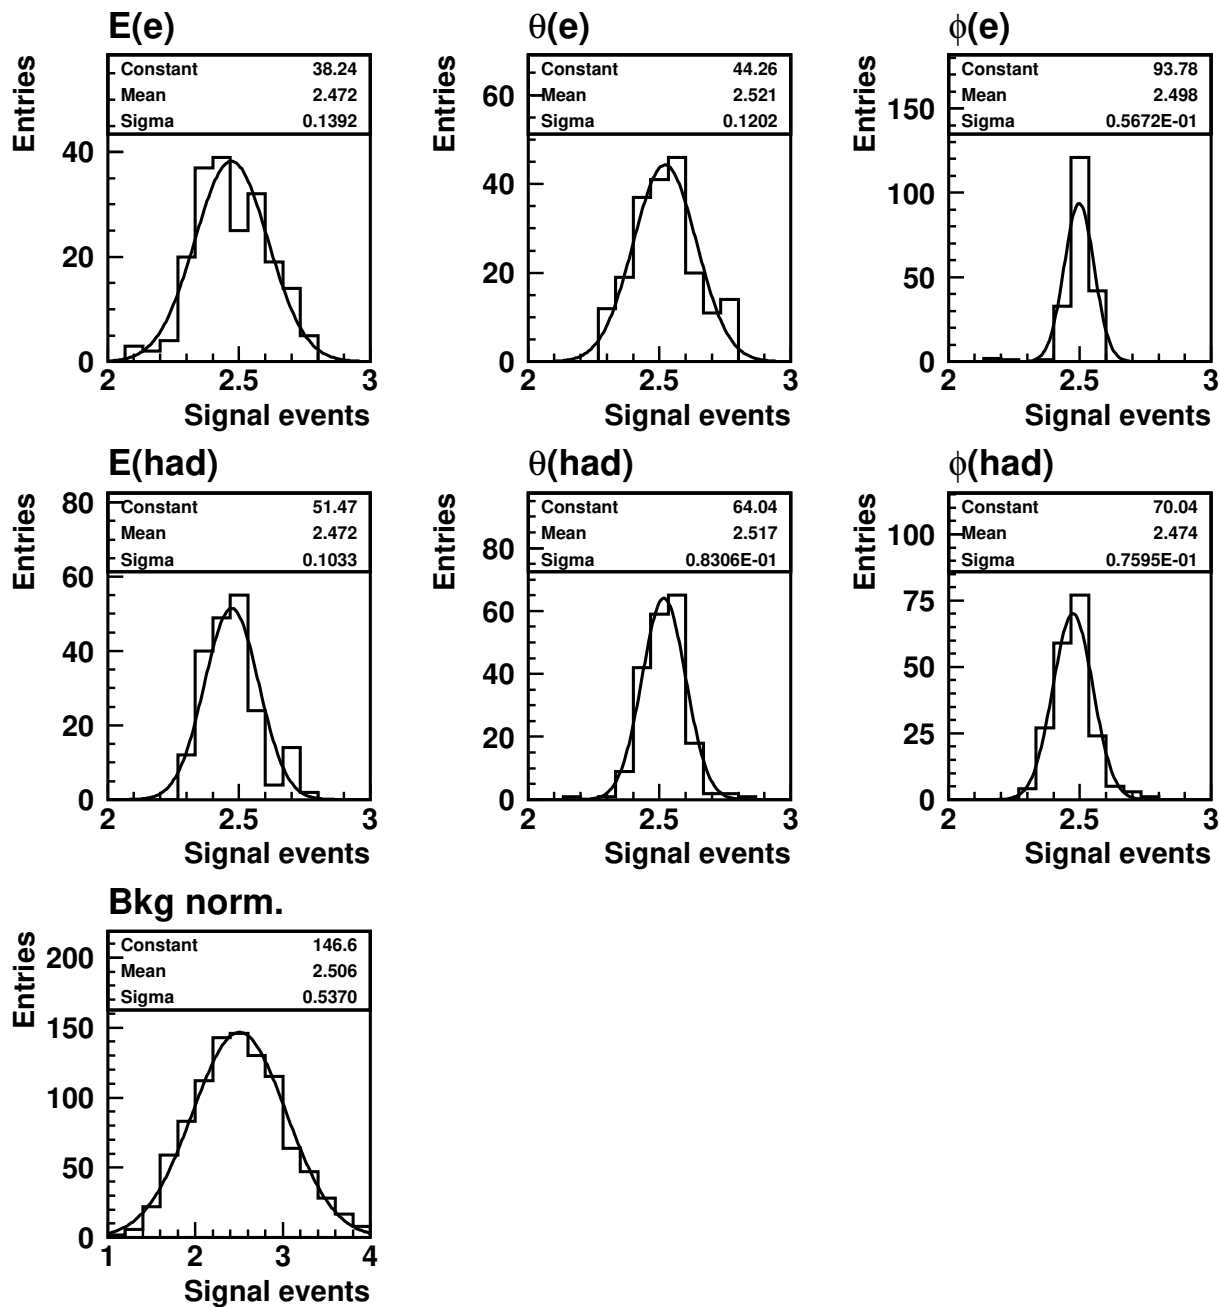 E(e)
Entries
Constant 38.24
Mean 2.472
Sigma 0.1392
40
20
0
2 2.5 3
Signal events
θ(e)
Entries
Constant 44.26
Mean 2.521
Sigma 0.1202
60
40
20
0
2 2.5 3
Signal events
ϕ(e)
Entries
Constant 93.78
Mean 2.498
Sigma 0.5672E-01
150
100
50
0
2 2.5 3
Signal events
E(had)
Entries
Constant 51.47
Mean 2.472
Sigma 0.1033
80
60
40
20
0
2 2.5 3
Signal events
θ(had)
Entries
Constant 64.04
Mean 2.517
Sigma 0.8306E-01
80
60
40
20
0
2 2.5 3
Signal events
ϕ(had)
Entries
Constant 70.04
Mean 2.474
Sigma 0.7595E-01
100
75
50
25
0
2 2.5 3
Signal events
Bkg norm.
Entries
Constant 146.6
Mean 2.506
Sigma 0.5370
200
150
100
50
0
1 2 3 4
Signal events